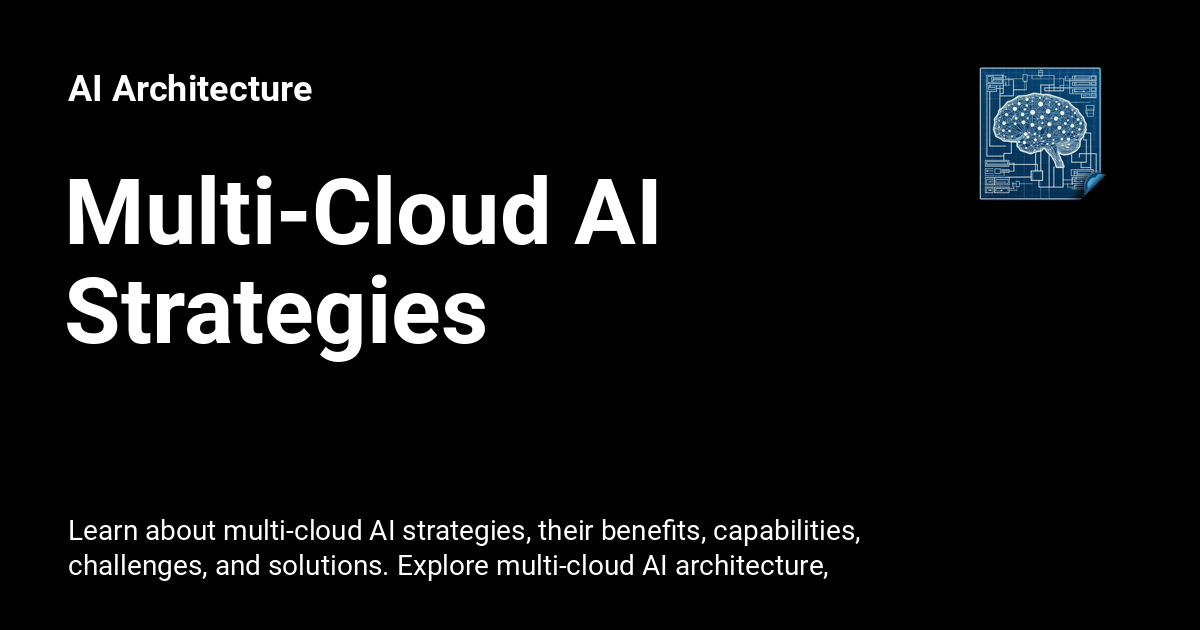 AI Architecture
Multi-Cloud AI
Strategies
Learn about multi-cloud AI strategies, their benefits, capabilities,
challenges, and solutions. Explore multi-cloud AI architecture,